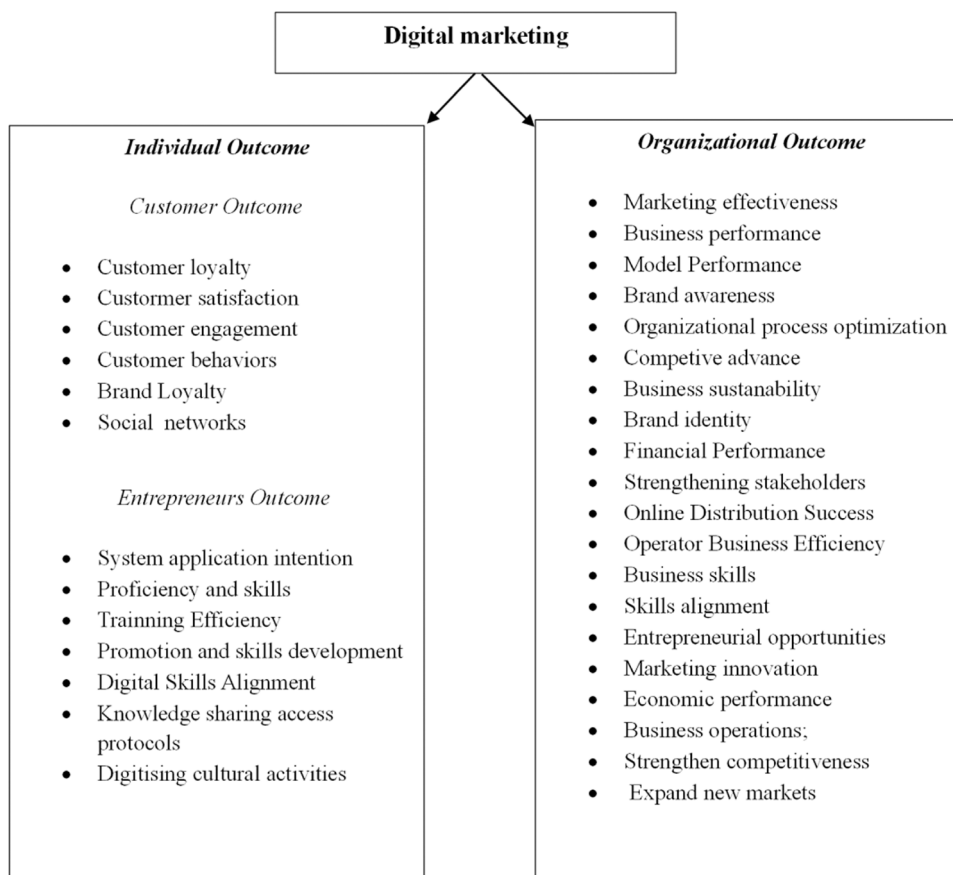 Digital marketing
Individual Outcome
Customer Outcome
• Customer loyalty
• Custormer satisfaction
• Customer engagement
• Customer behaviors
• Brand Loyalty
• Social networks
Entrepreneurs Outcome
• System application intention
• Proficiency and skills
• Trainning Efficiency
• Promotion and skills development
• Digital Skills Alignment
• Knowledge sharing access
protocols
• Digitising cultural activities
Organizational Outcome
• Marketing effectiveness
• Business performance
• Model Performance
• Brand awareness
• Organizational process optimization
• Competive advance
• Business sustanability
• Brand identity
• Financial Performance
• Strengthening stakeholders
• Online Distribution Success
• Operator Business Efficiency
• Business skills
• Skills alignment
• Entrepreneurial opportunities
• Marketing innovation
• Economic performance
• Business operations;
• Strengthen competitiveness
• Expand new markets